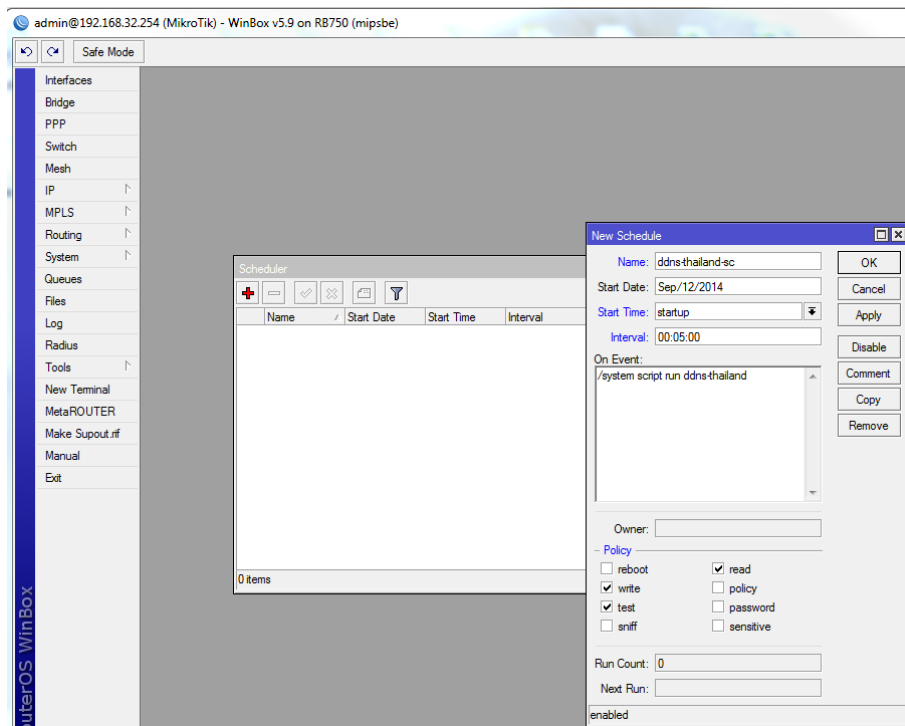 admin@192.168.32.254 (MikroTik) - WinBox v5.9 on RB750 (mipsbe)
Safe Mode
Interfaces
Bridge
PPP
Switch
Mesh
IP
MPLS
Routing
System
Queues
Files
Log
Radius
Tools
New Terminal
MetaROUTER
Make Supout.rif
Manual
Exit
uterOS WinBox
Scheduler
Name / Start Date Start Time Interval
0 items
New Schedule
Name: ddns-thailand-sc
Start Date: Sep/12/2014
Start Time: startup
Interval: 00:05:00
On Event:
/system script run ddns-thailand
OK
Cancel
Apply
Disable
Comment
Copy
Remove
Owner:
Policy
reboot read
write policy
test password
sniff sensitive
Run Count: 0
Next Run:
enabled